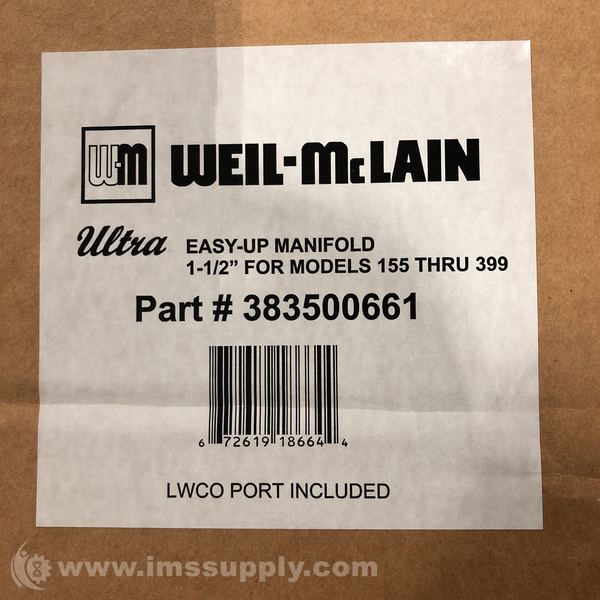 W-M WEIL-McLAIN
Ultra EASY-UP MANIFOLD
1-1/2” FOR MODELS 155 THRU 399
Part # 383500661
6 72619 18664 4
LWCO PORT INCLUDED
www.imssupply.com